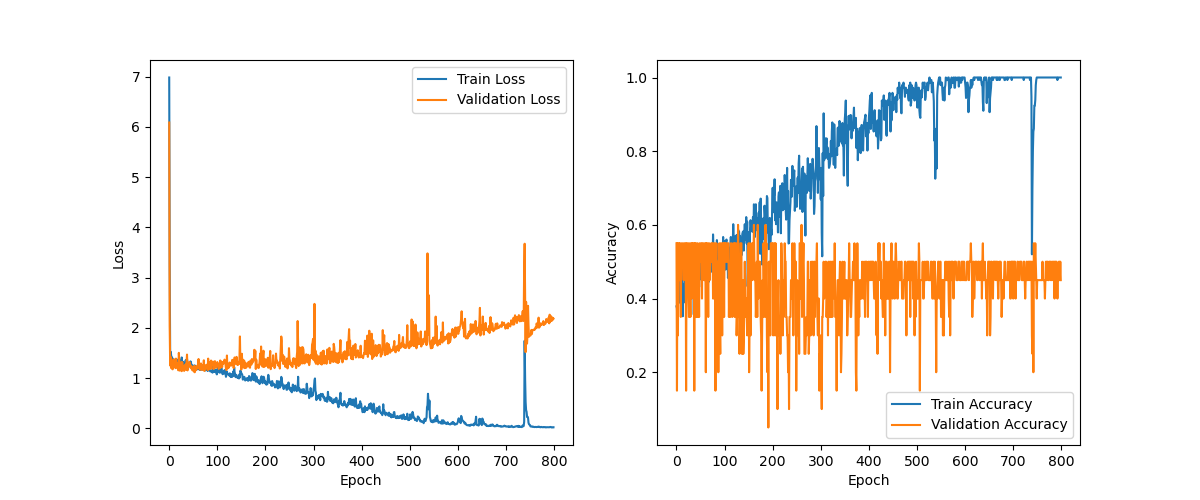 7
6
5
4
3
2
1
0
Loss
0 100 200 300 400 500 600 700 800
Epoch
Train Loss
Validation Loss
1.0
0.8
0.6
0.4
0.2
Accuracy
0 100 200 300 400 500 600 700 800
Epoch
Train Accuracy
Validation Accuracy